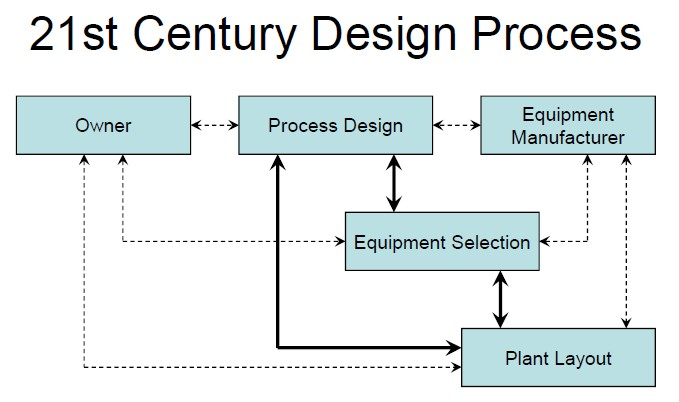 21st Century Design Process
Owner
Process Design
Equipment
Manufacturer
Equipment Selection
Plant Layout